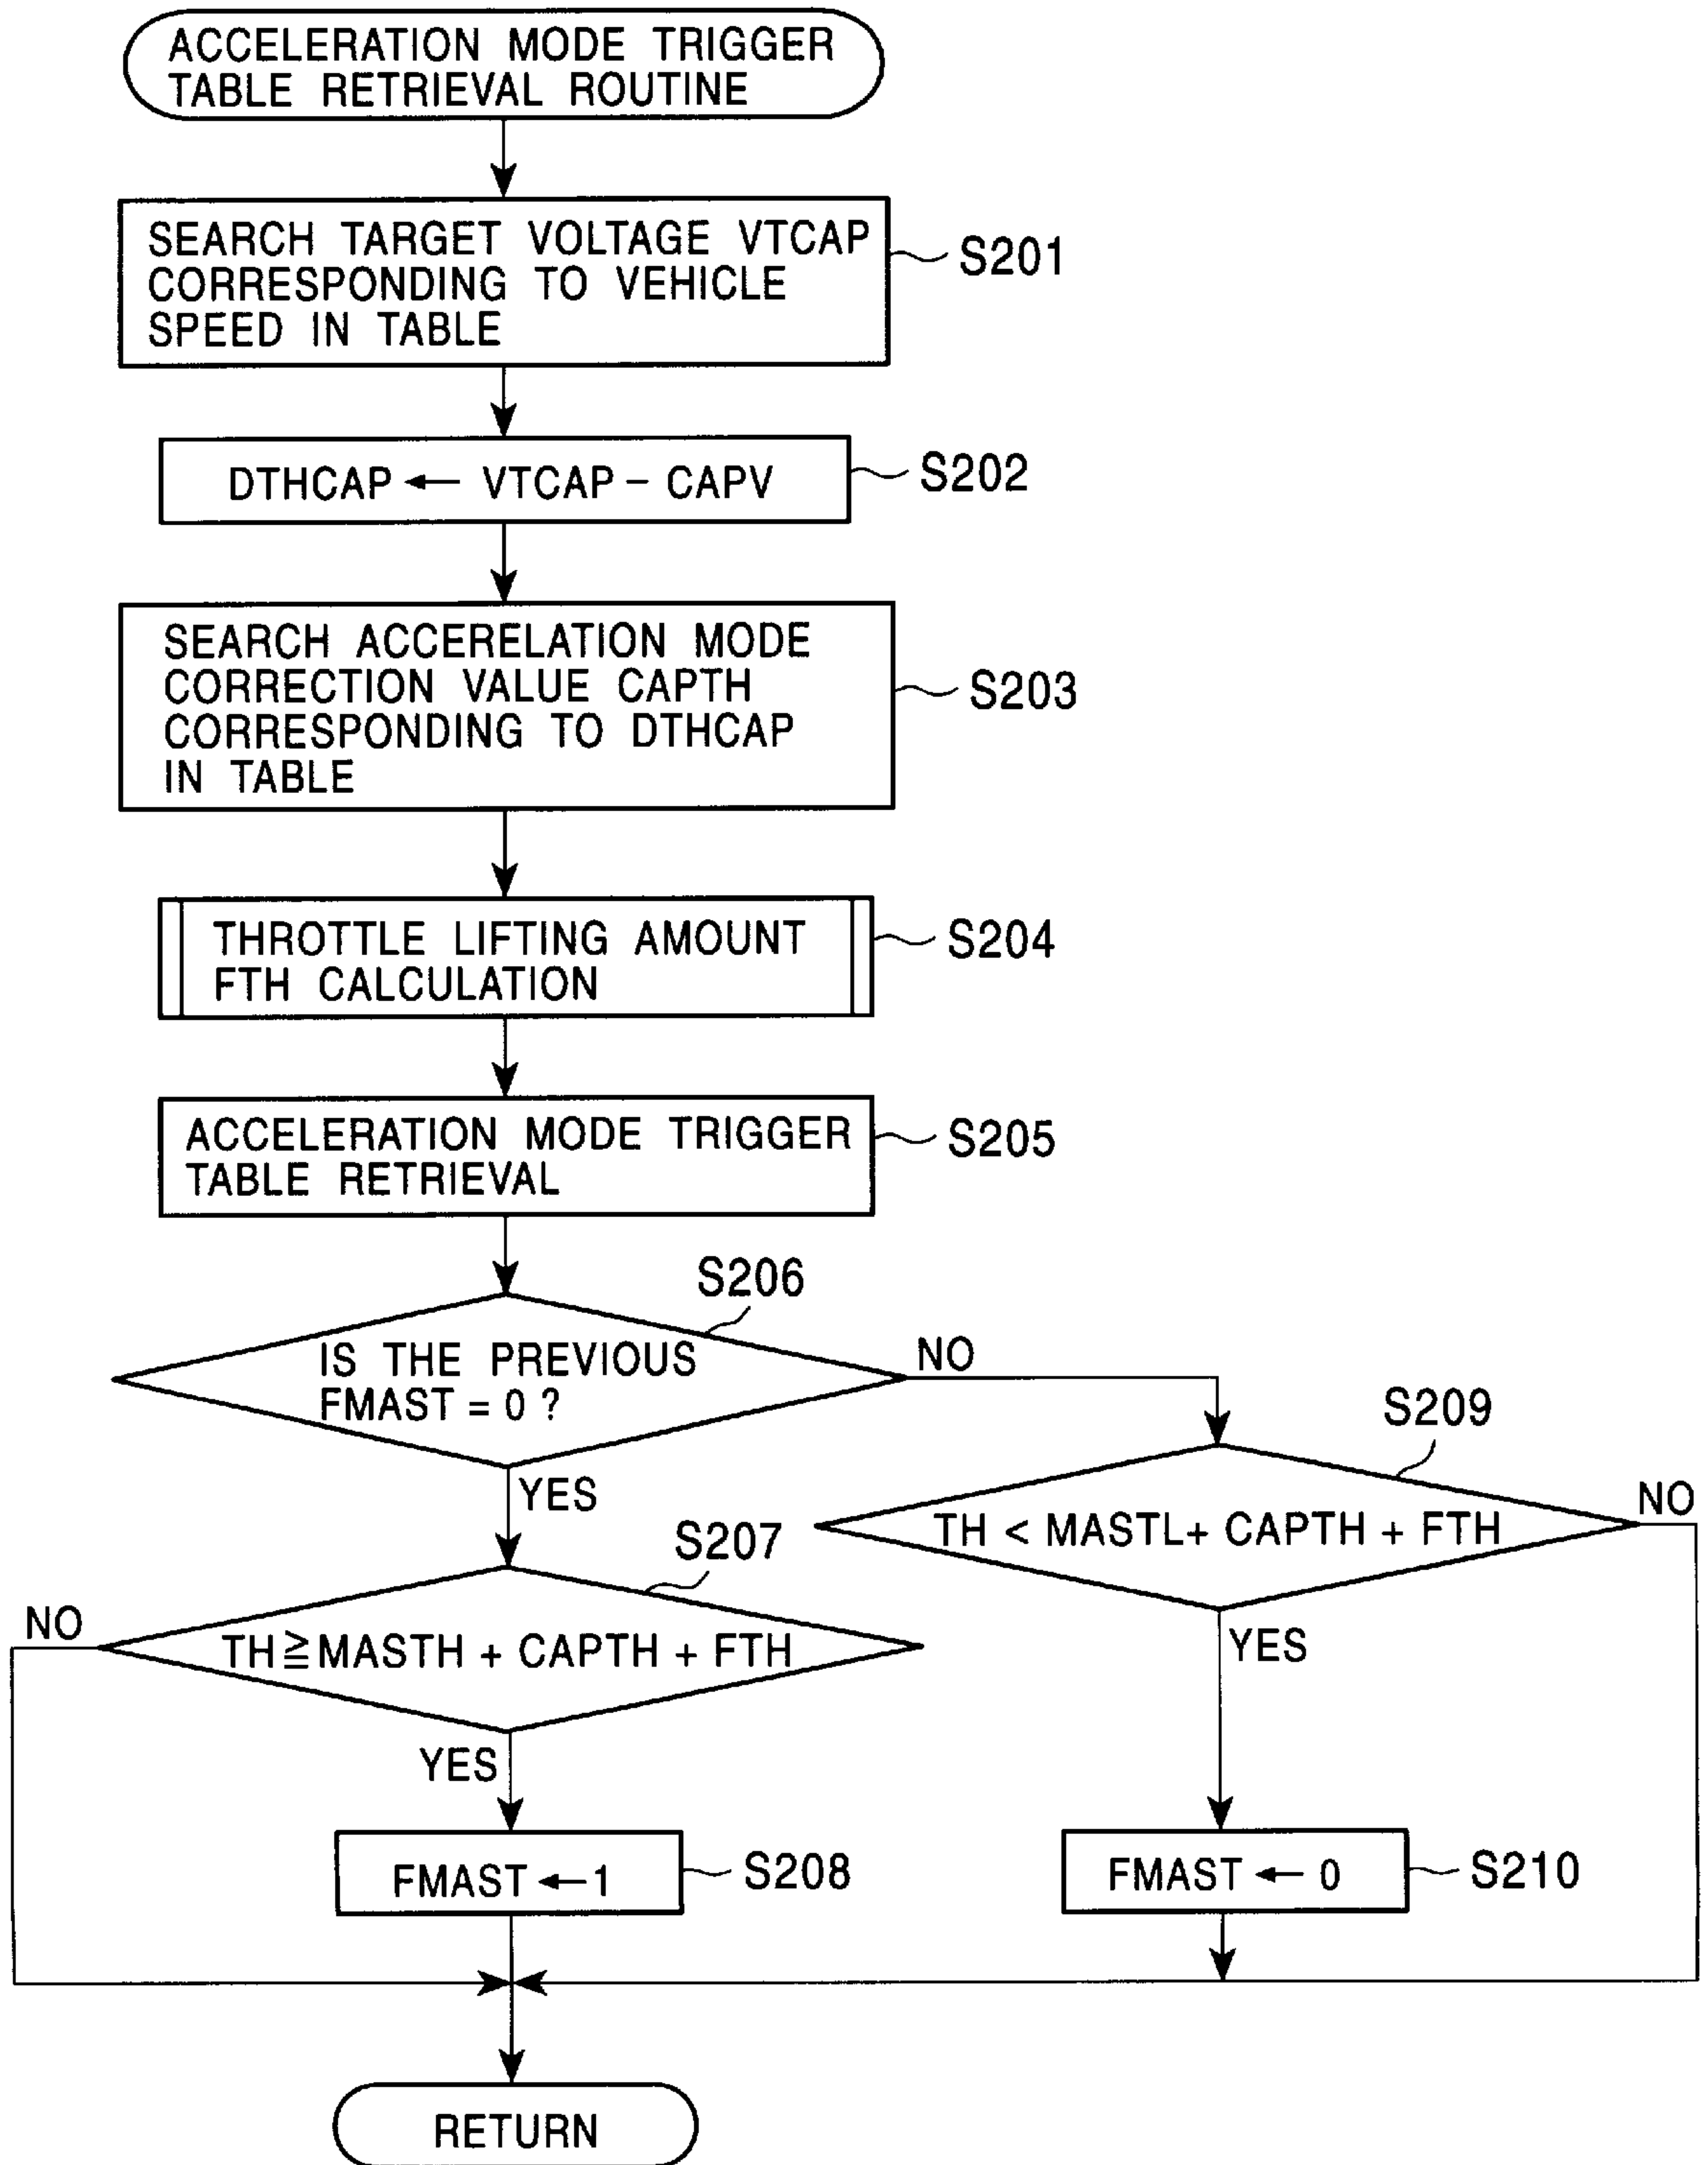 ACCELERATION MODE TRIGGER
TABLE RETRIEVAL ROUTINE
SEARCH TARGET VOLTAGE VTCAP
CORRESPONDING TO VEHICLE
SPEED IN TABLE
S201
DTHCAP ← VTCAP – CAPV
S202
SEARCH ACCERELATION MODE
CORRECTION VALUE CAPTH
CORRESPONDING TO DTHCAP
IN TABLE
S203
THROTTLE LIFTING AMOUNT
FTH CALCULATION
S204
ACCELERATION MODE TRIGGER
TABLE RETRIEVAL
S205
S206
IS THE PREVIOUS
FMAST = 0 ?
NO
YES
S209
TH < MASTL+ CAPTH + FTH
NO
YES
S207
TH ≧ MASTH + CAPTH + FTH
NO
YES
FMAST ← 1
S208
FMAST ← 0
S210
RETURN